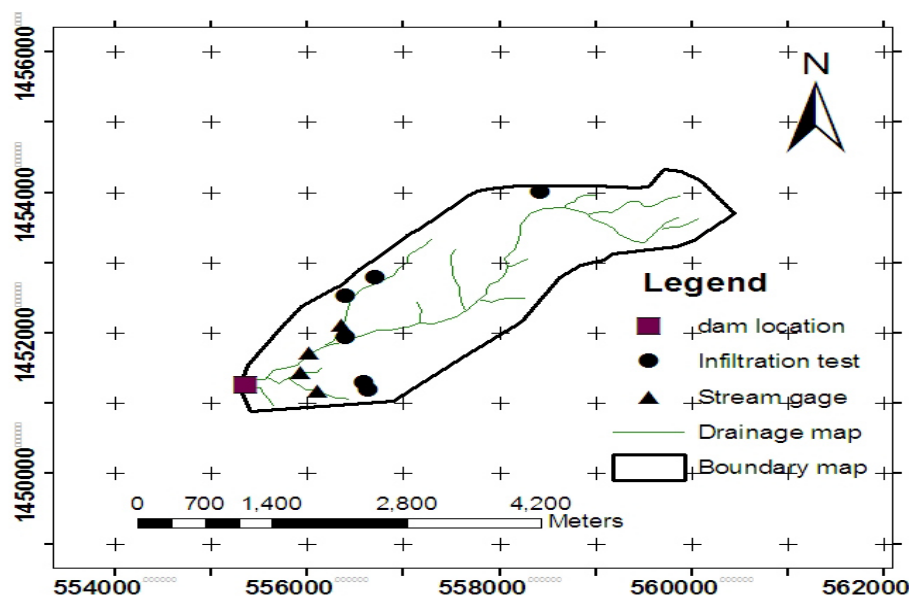 1456000
N
1454000
Legend
1452000
dam location
Infiltration test
Stream gage
Drainage map
1450000
Boundary map
0 700 1,400 2,800 4,200
Meters
554000 556000 558000 560000 562000